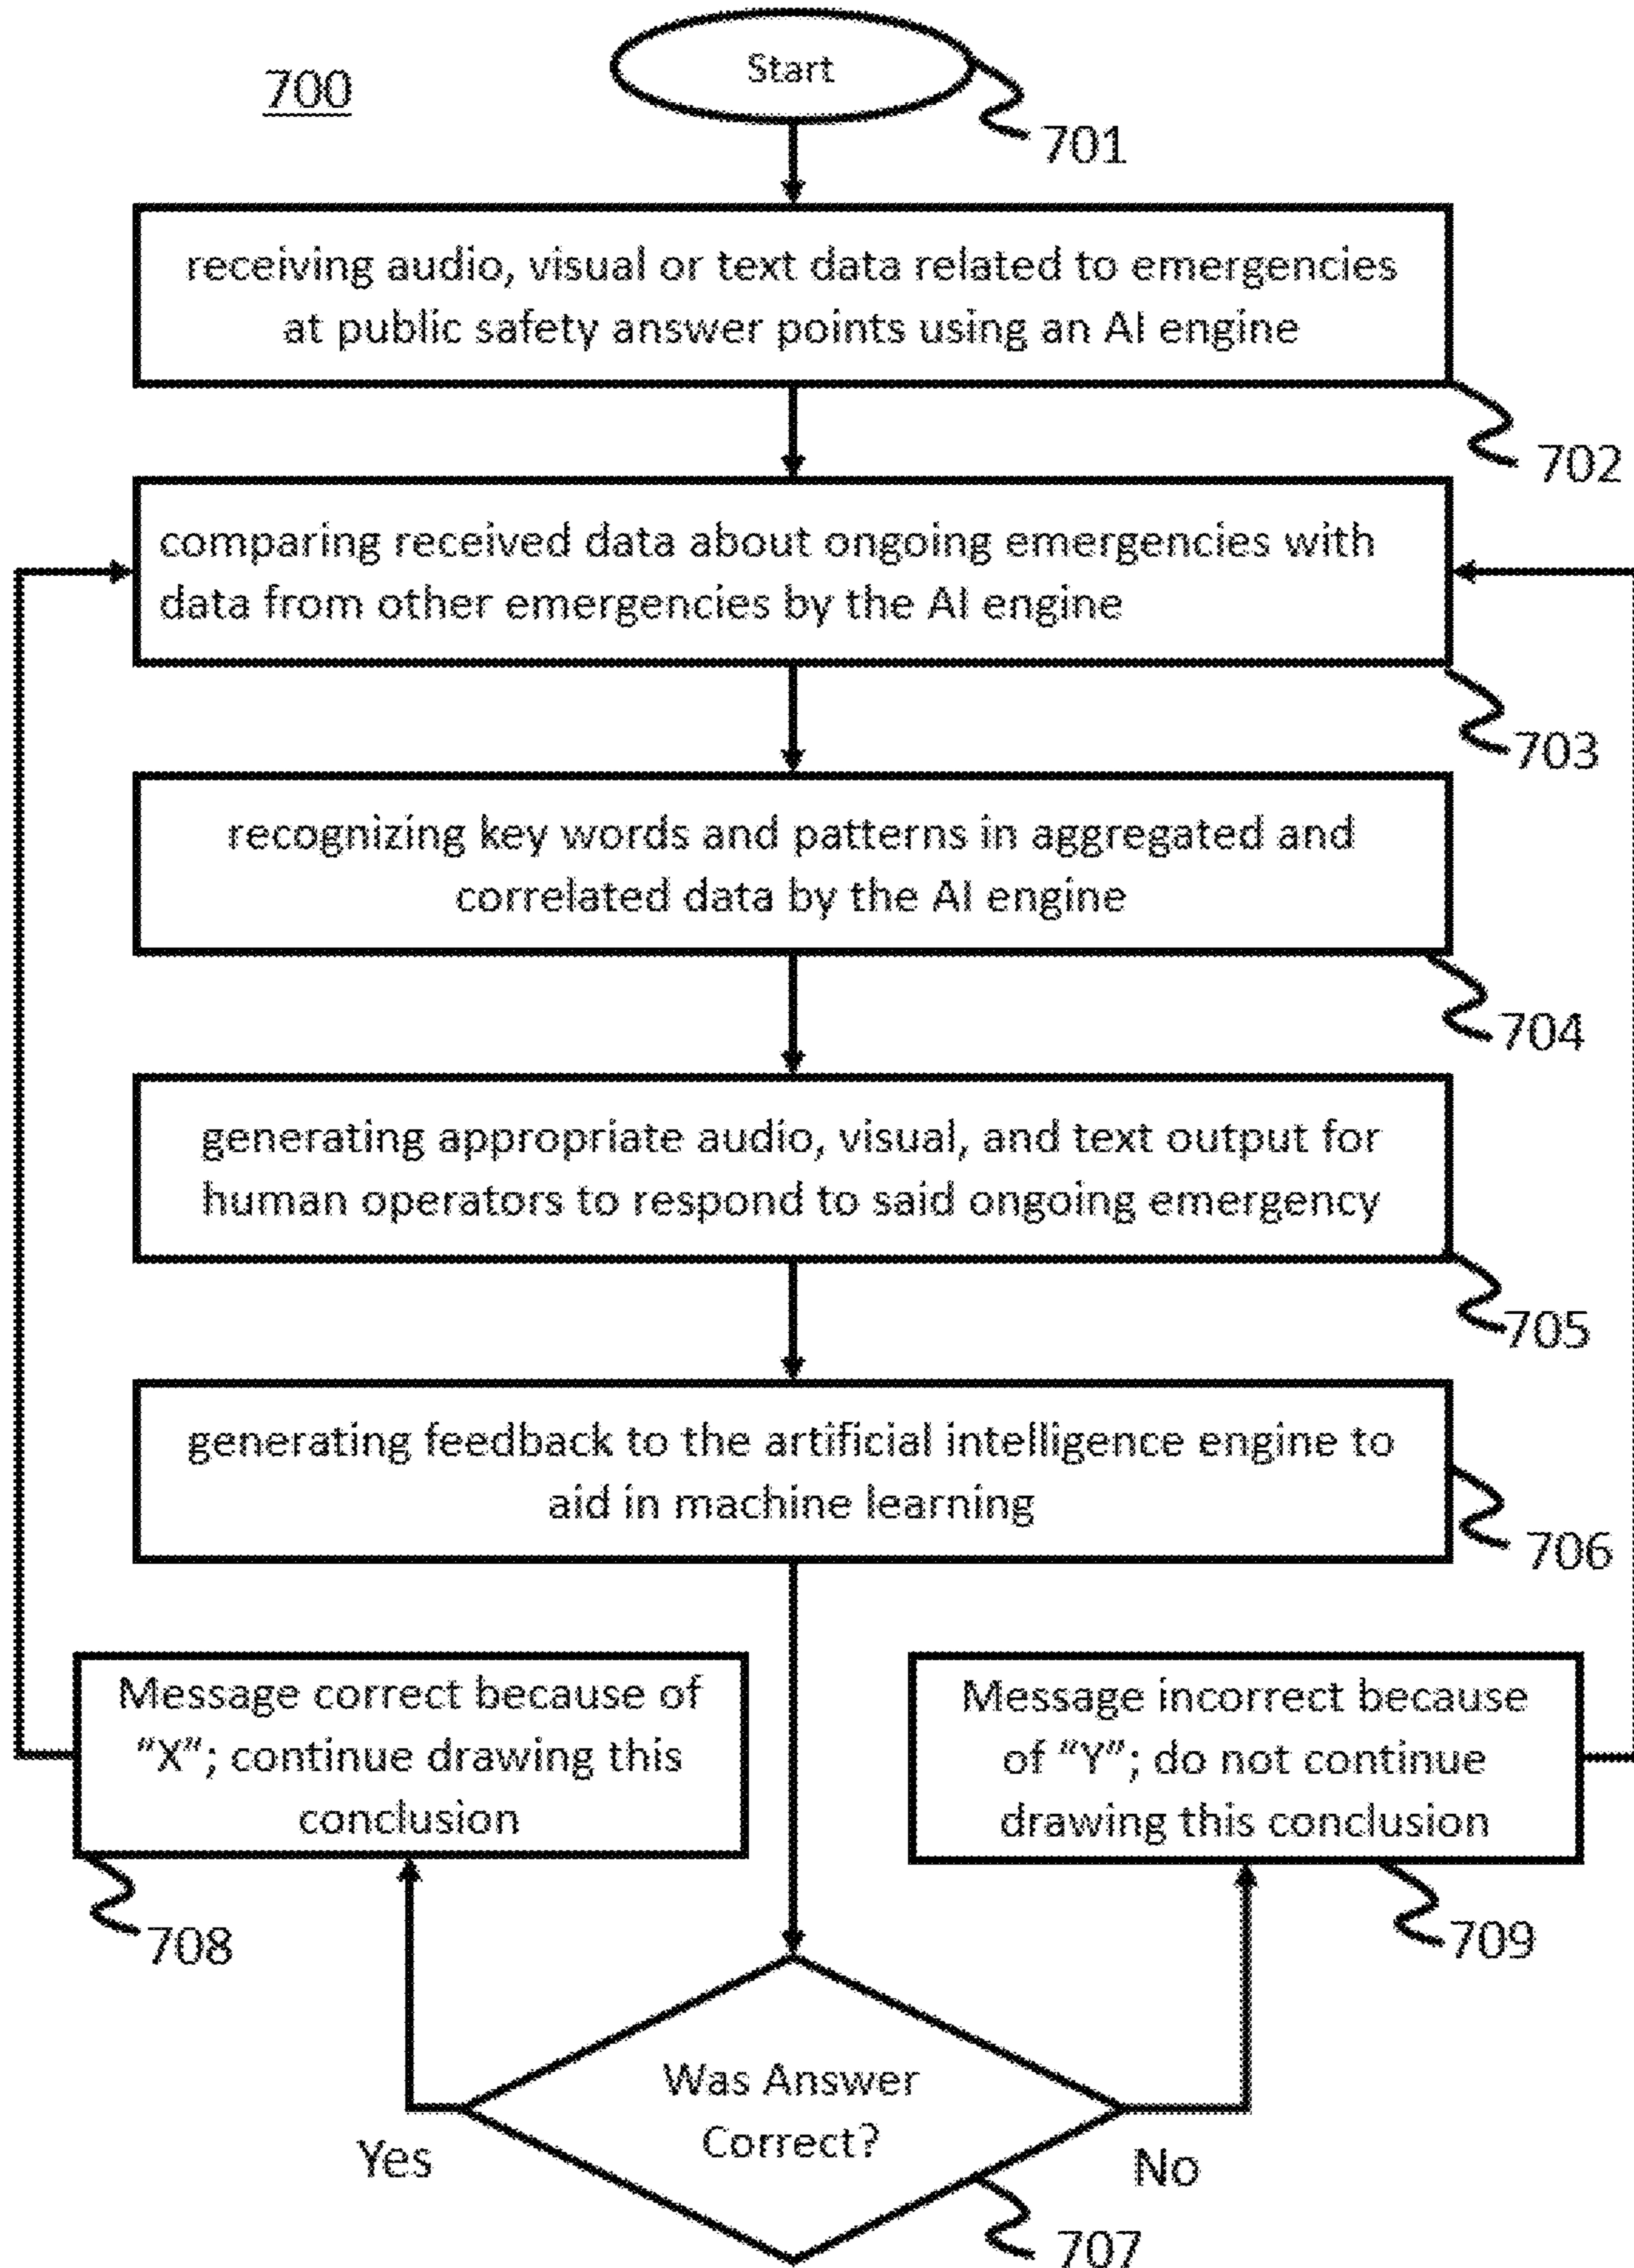 700
Start
701
receiving audio, visual or text data related to emergencies
at public safety answer points using an AI engine
702
comparing received data about ongoing emergencies with
data from other emergencies by the AI engine
703
recognizing key words and patterns in aggregated and
correlated data by the AI engine
704
generating appropriate audio, visual, and text output for
human operators to respond to said ongoing emergency
705
generating feedback to the artificial intelligence engine to
aid in machine learning
706
Message correct because of
“X”; continue drawing this
conclusion
708
Message incorrect because
of “Y”; do not continue
drawing this conclusion
709
Was Answer
Correct?
Yes
No
707